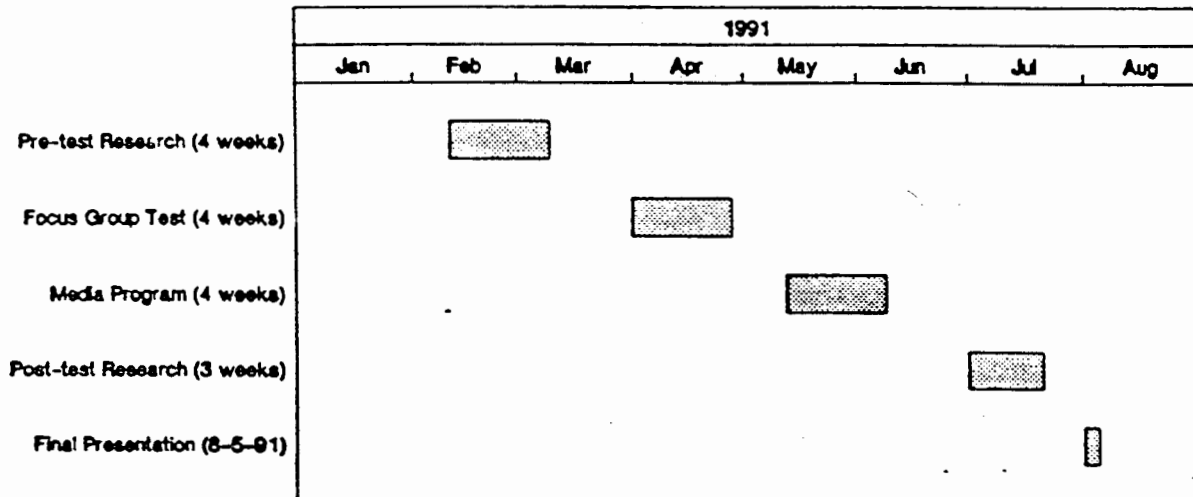 1991
Jan Feb Mar Apr May Jun Jul Aug
Pre-test Research (4 weeks)
Focus Group Test (4 weeks)
Media Program (4 weeks)
Post-test Research (3 weeks)
Final Presentation (8-5-91)